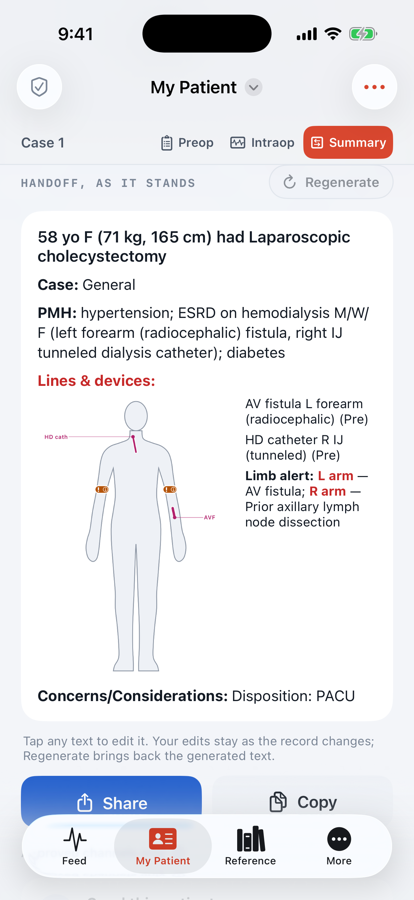 9:41
My Patient
Case 1
Preop
Intraop
Summary
HANDOFF, AS IT STANDS
Regenerate
58 yo F (71 kg, 165 cm) had Laparoscopic
cholecystectomy
Case: General
PMH: hypertension; ESRD on hemodialysis M/W/
F (left forearm (radiocephalic) fistula, right IJ
tunneled dialysis catheter); diabetes
Lines & devices:
HD cath
AVF
AV fistula L forearm
(radiocephalic) (Pre)
HD catheter R IJ
(tunneled) (Pre)
Limb alert: L arm —
AV fistula; R arm —
Prior axillary lymph
node dissection
Concerns/Considerations: Disposition: PACU
Tap any text to edit it. Your edits stay as the record changes;
Regenerate brings back the generated text.
Share
Copy
Feed
My Patient
Reference
More